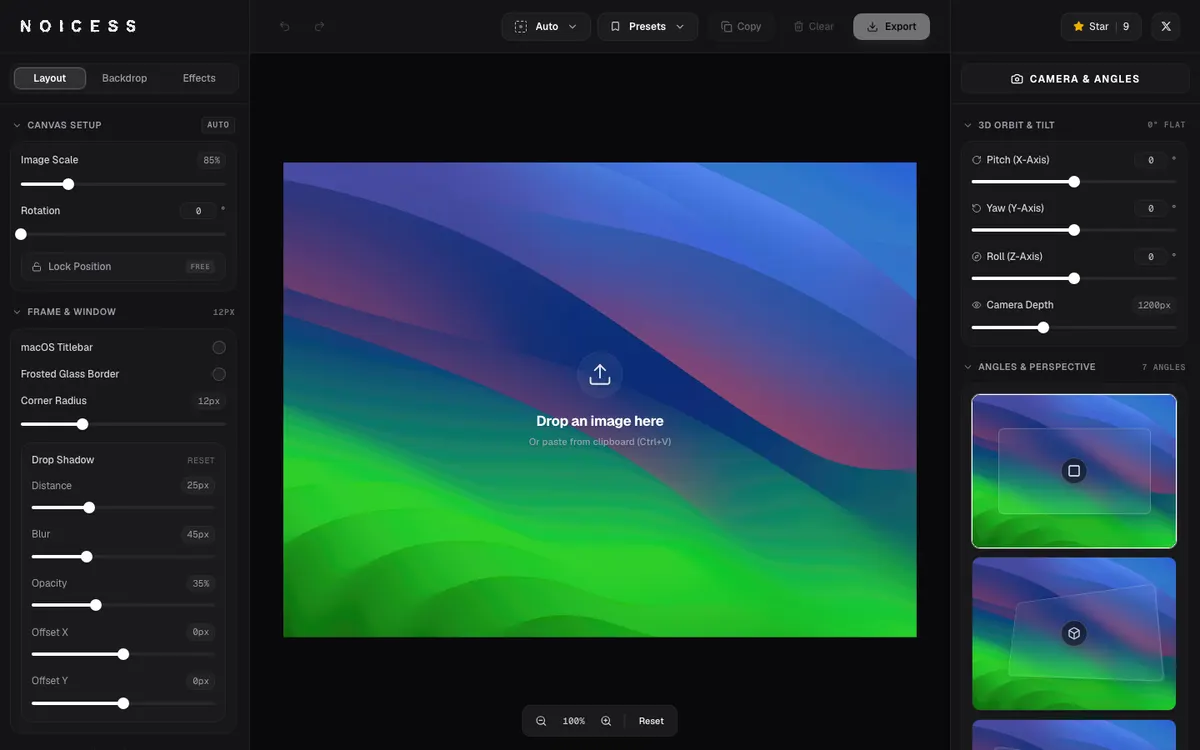 NOICESS
Auto
Presets
Copy
Clear
Export
Star
9
Layout
Backdrop
Effects
CANVAS SETUP
AUTO
Image Scale
85%
Rotation
0 °
Lock Position
FREE
FRAME & WINDOW
12PX
macOS Titlebar
Frosted Glass Border
Corner Radius
12px
Drop Shadow
RESET
Distance
25px
Blur
45px
Opacity
35%
Offset X
0px
Offset Y
0px
Drop an image here
Or paste from clipboard (Ctrl+V)
100%
Reset
CAMERA & ANGLES
3D ORBIT & TILT
0° FLAT
Pitch (X-Axis)
0 °
Yaw (Y-Axis)
0 °
Roll (Z-Axis)
0 °
Camera Depth
1200px
ANGLES & PERSPECTIVE
7 ANGLES